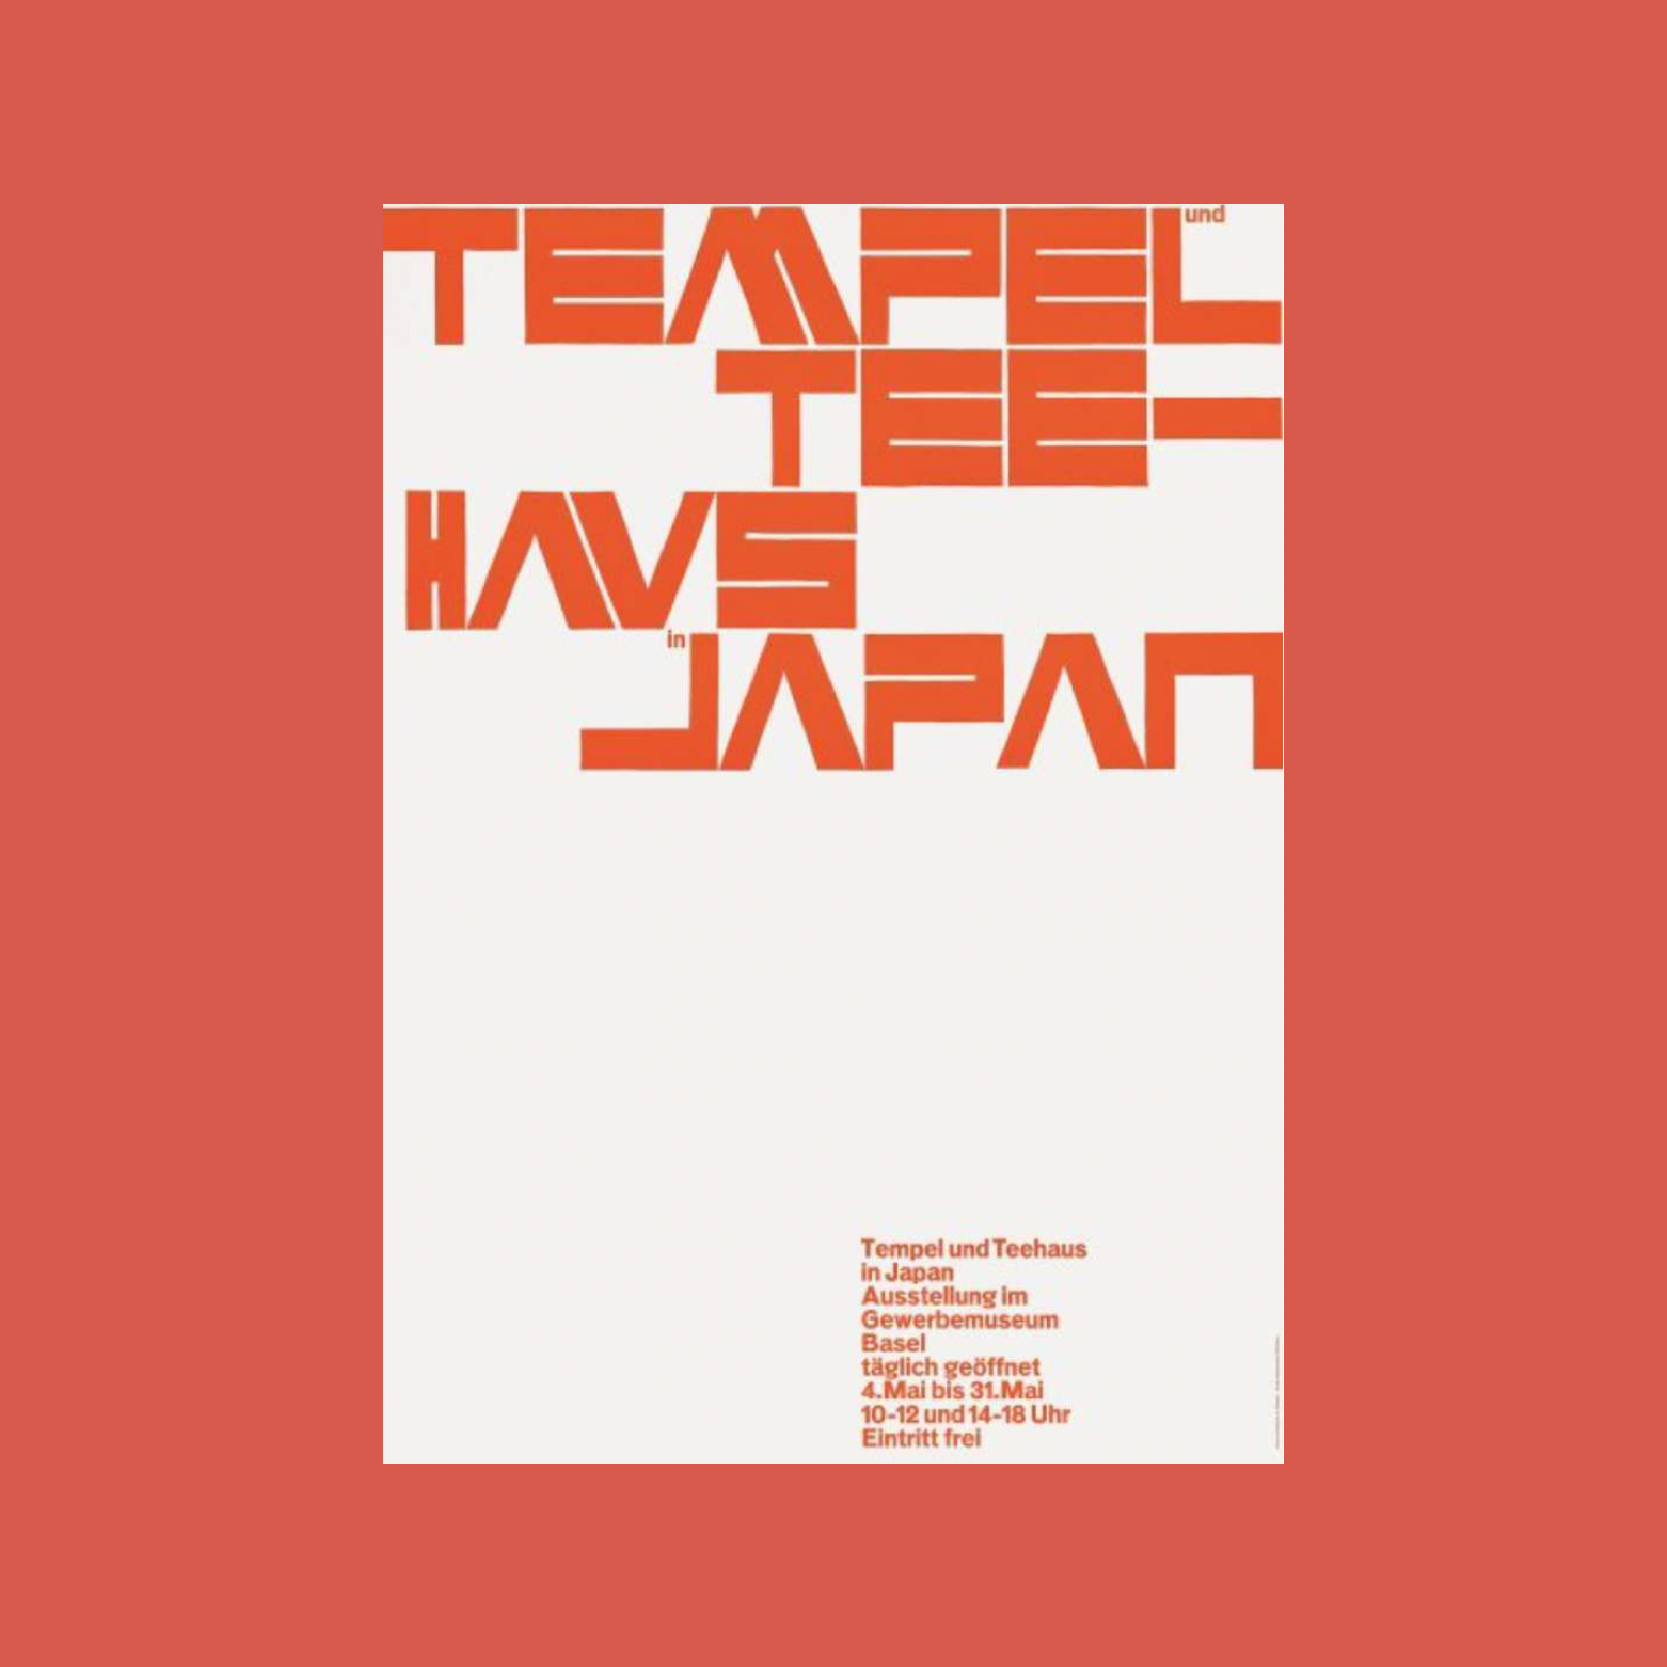 TEMPEL und
TEE-
HAVS
in JAPAN
Tempel und Teehaus
in Japan
Ausstellung im
Gewerbemuseum
Basel
täglich geöffnet
4. Mai bis 31. Mai
10-12 und 14-18 Uhr
Eintritt frei